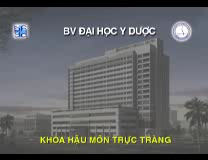 BV ĐẠI HỌC Y DƯỢC
KHOA HẬU MÔN TRỰC TRÀNG